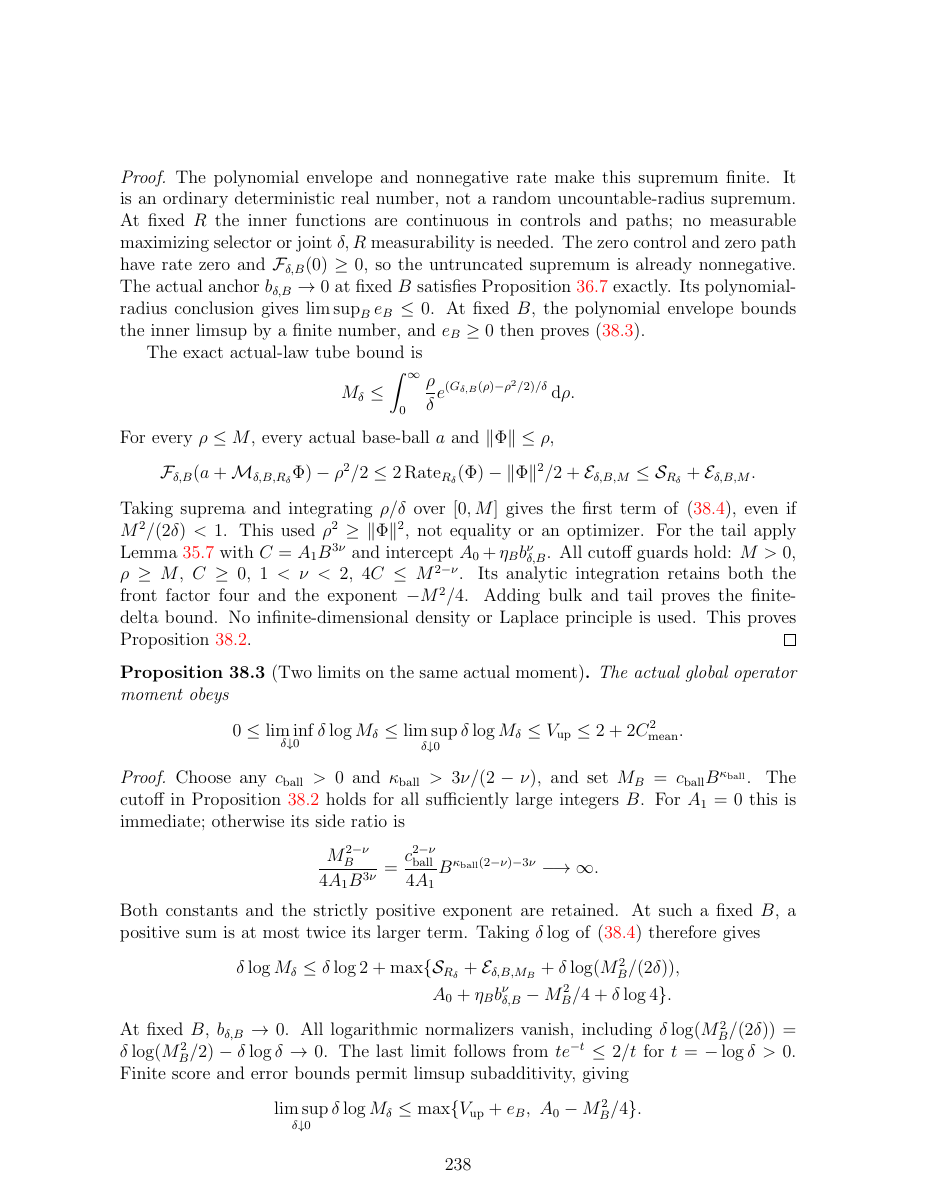 Proof. The polynomial envelope and nonnegative rate make this supremum finite. It
is an ordinary deterministic real number, not a random uncountable-radius supremum.
At fixed R the inner functions are continuous in controls and paths; no measurable
maximizing selector or joint δ, R measurability is needed. The zero control and zero path
have rate zero and ℱ_{δ,B}(0) ≥ 0, so the untruncated supremum is already nonnegative.
The actual anchor b_{δ,B} → 0 at fixed B satisfies Proposition 36.7 exactly. Its polynomial-
radius conclusion gives lim sup_B e_B ≤ 0. At fixed B, the polynomial envelope bounds
the inner limsup by a finite number, and e_B ≥ 0 then proves (38.3).
The exact actual-law tube bound is
M_δ ≤ ∫_0^∞ ρ/δ e^{(G_{δ,B}(ρ)−ρ²/2)/δ} dρ.
For every ρ ≤ M, every actual base-ball a and ‖Φ‖ ≤ ρ,
ℱ_{δ,B}(a + ℳ_{δ,B,R_δ}Φ) − ρ²/2 ≤ 2 Rate_{R_δ}(Φ) − ‖Φ‖²/2 + ℰ_{δ,B,M} ≤ 𝒮_{R_δ} + ℰ_{δ,B,M}.
Taking suprema and integrating ρ/δ over [0, M] gives the first term of (38.4), even if
M²/(2δ) < 1. This used ρ² ≥ ‖Φ‖², not equality or an optimizer. For the tail apply
Lemma 35.7 with C = A_1B^{3ν} and intercept A_0 + η_B b^ν_{δ,B}. All cutoff guards hold: M > 0,
ρ ≥ M, C ≥ 0, 1 < ν < 2, 4C ≤ M^{2−ν}. Its analytic integration retains both the
front factor four and the exponent −M²/4. Adding bulk and tail proves the finite-
delta bound. No infinite-dimensional density or Laplace principle is used. This proves
Proposition 38.2. □
Proposition 38.3 (Two limits on the same actual moment). The actual global operator
moment obeys
0 ≤ lim inf_{δ↓0} δ log M_δ ≤ lim sup_{δ↓0} δ log M_δ ≤ V_up ≤ 2 + 2C²_mean.
Proof. Choose any c_ball > 0 and κ_ball > 3ν/(2 − ν), and set M_B = c_ball B^{κ_ball}. The
cutoff in Proposition 38.2 holds for all sufficiently large integers B. For A_1 = 0 this is
immediate; otherwise its side ratio is
M_B^{2−ν}/(4A_1B^{3ν}) = c_ball^{2−ν}/(4A_1) B^{κ_ball(2−ν)−3ν} ⟶ ∞.
Both constants and the strictly positive exponent are retained. At such a fixed B, a
positive sum is at most twice its larger term. Taking δ log of (38.4) therefore gives
δ log M_δ ≤ δ log 2 + max{𝒮_{R_δ} + ℰ_{δ,B,M_B} + δ log(M_B²/(2δ)),
A_0 + η_B b^ν_{δ,B} − M_B²/4 + δ log 4}.
At fixed B, b_{δ,B} → 0. All logarithmic normalizers vanish, including δ log(M_B²/(2δ)) =
δ log(M_B²/2) − δ log δ → 0. The last limit follows from te^{−t} ≤ 2/t for t = − log δ > 0.
Finite score and error bounds permit limsup subadditivity, giving
lim sup_{δ↓0} δ log M_δ ≤ max{V_up + e_B, A_0 − M_B²/4}.
238